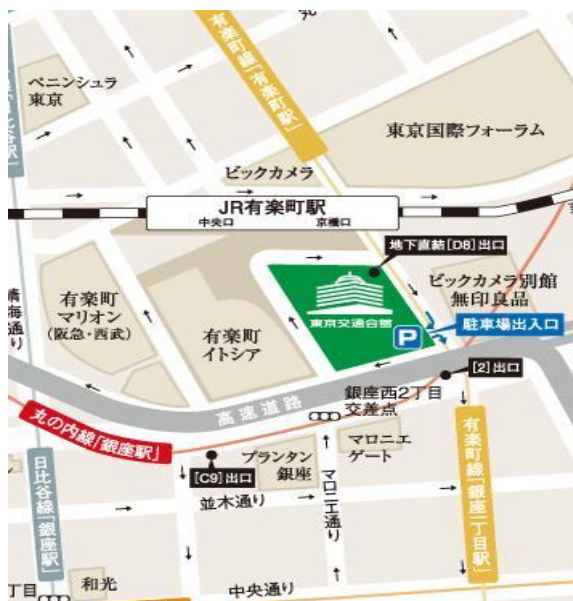 有楽町線「有楽町駅」
ペニンシュラ
東京
東京国際フォーラム
ビックカメラ
JR有楽町駅
中央口
京橋口
地下直結[D8]出口
ビックカメラ別館
無印良品
晴海通り
有楽町
マリオン
(阪急・西武)
有楽町
イトシア
東京交通会館
P
駐車場出入口
[2]出口
銀座西2丁目
交差点
高速道路
丸の内線「銀座駅」
マロニエ
ゲート
プランタン
銀座
[C9]出口
並木通り
マロニエ通り
有楽町線「銀座一丁目駅」
日比谷線「銀座駅」
丁目
和光
中央通り